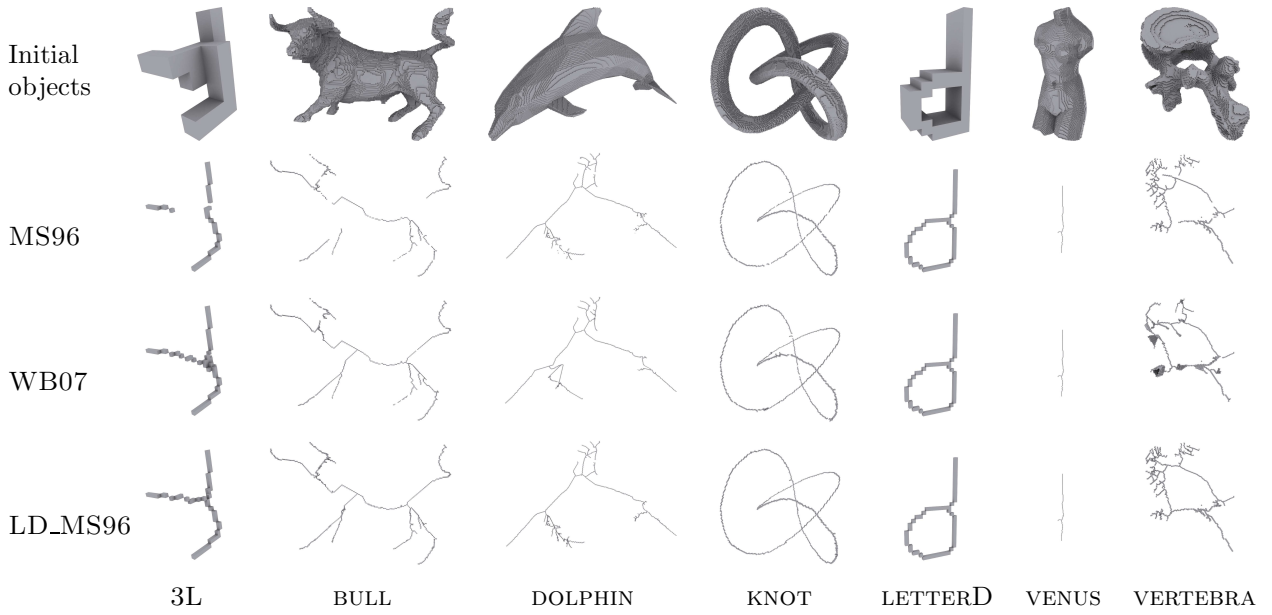 Initial
objects
MS96
WB07
LD_MS96
3L BULL DOLPHIN KNOT LETTERD VENUS VERTEBRA